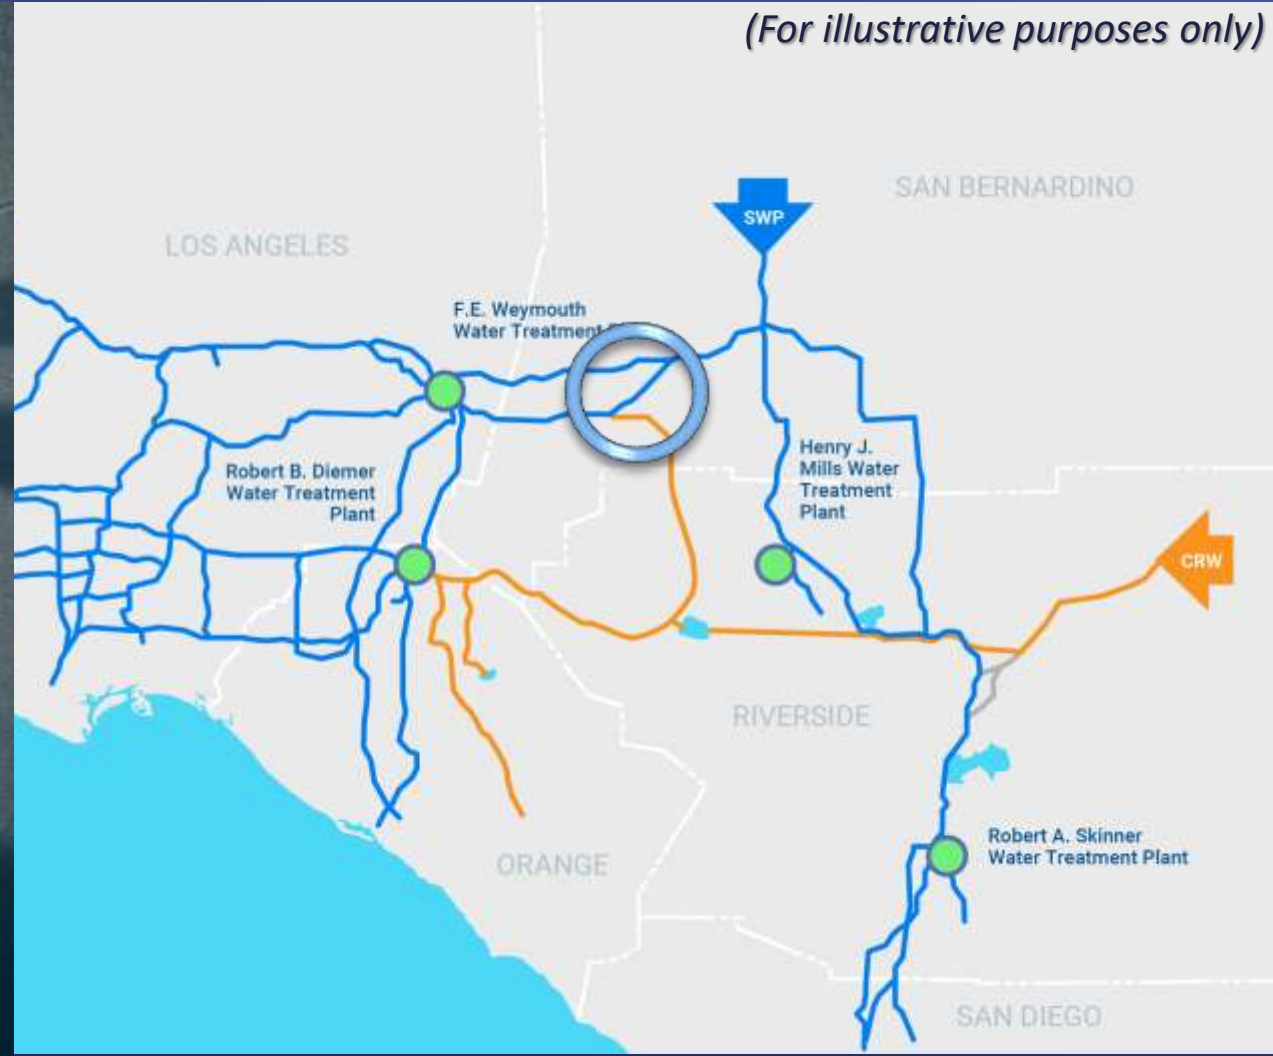 (For illustrative purposes only)
SAN BERNARDINO
SWP
LOS ANGELES
F.E. Weymouth
Water Treatment
Henry J.
Mills Water
Treatment
Plant
Robert B. Diemer
Water Treatment
Plant
CRW
RIVERSIDE
Robert A. Skinner
Water Treatment Plant
ORANGE
SAN DIEGO